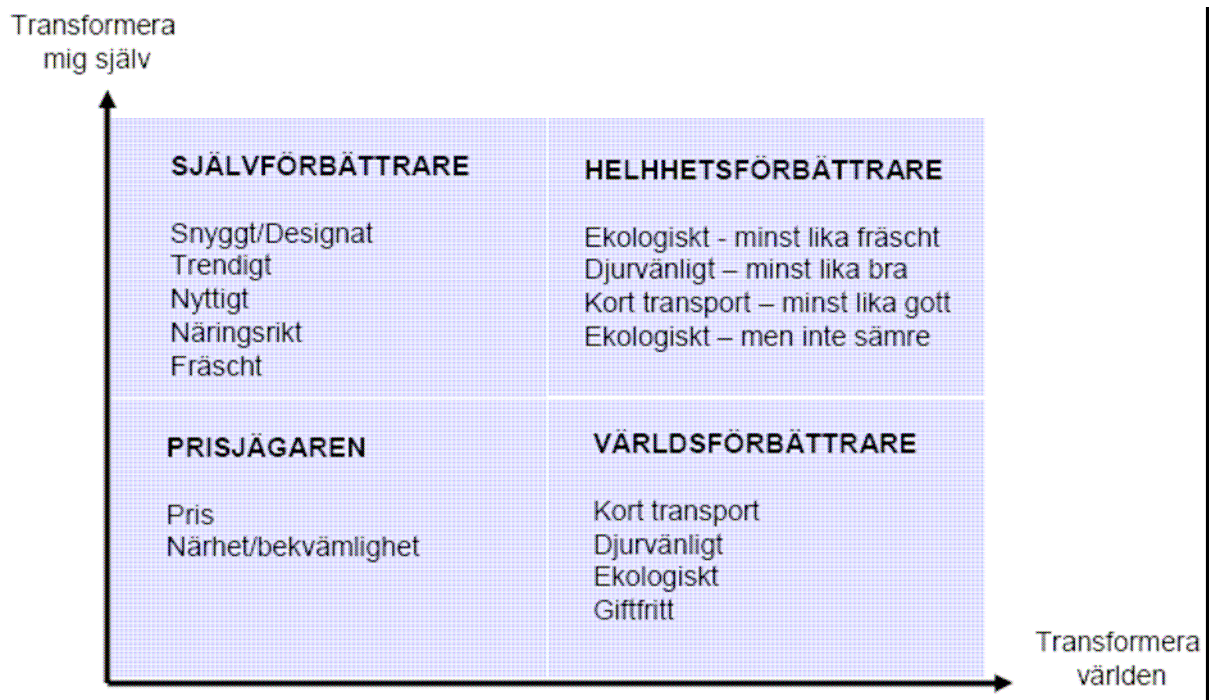 Transformera
mig själv
SJÄLVFÖRBÄTTRARE
Snyggt/Designat
Trendigt
Nyttigt
Näringsrikt
Fräscht
HELHHETSFÖRBÄTTRARE
Ekologiskt - minst lika fräscht
Djurvänligt – minst lika bra
Kort transport – minst lika gott
Ekologiskt – men inte sämre
PRISJÄGAREN
Pris
Närhet/bekvämlighet
VÄRLDSFÖRBÄTTRARE
Kort transport
Djurvänligt
Ekologiskt
Giftfritt
Transformera
världen